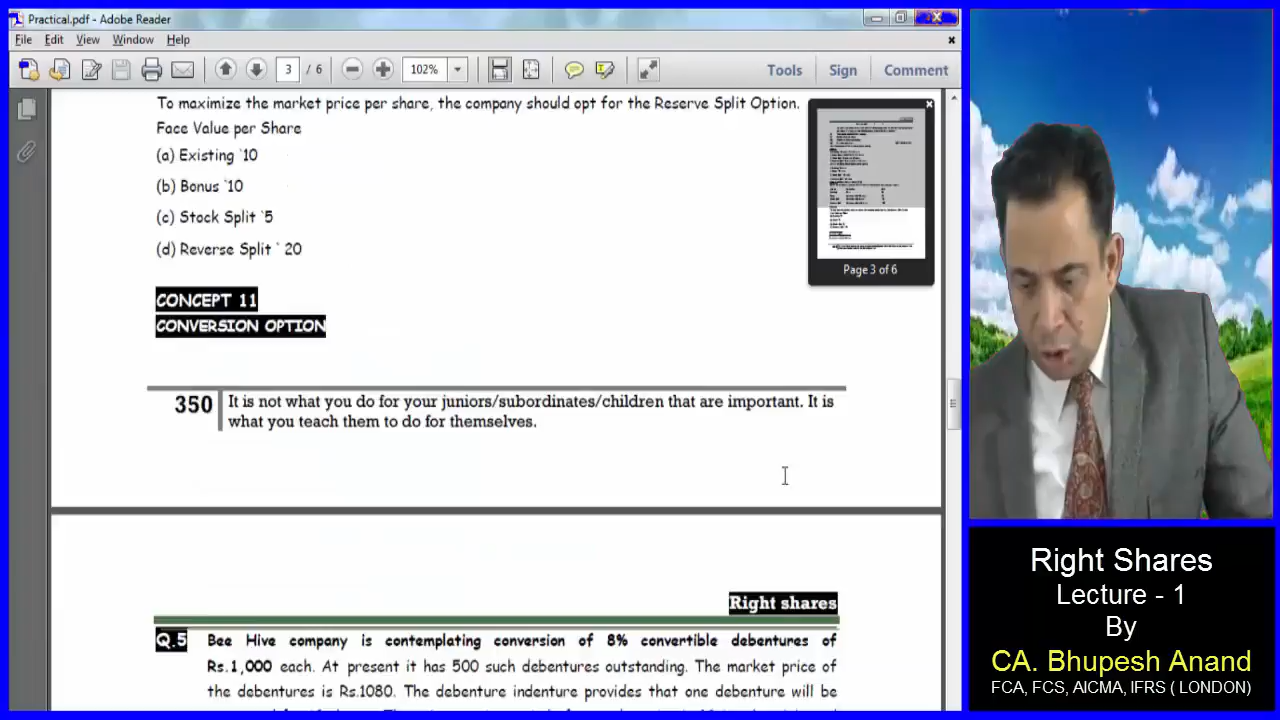 Practical.pdf - Adobe Reader
File Edit View Window Help
3 / 6
102%
Tools Sign Comment
To maximize the market price per share, the company should opt for the Reserve Split Option.
Face Value per Share
(a) Existing `10
(b) Bonus `10
(c) Stock Split `5
(d) Reverse Split ` 20
Page 3 of 6
CONCEPT 11
CONVERSION OPTION
350 It is not what you do for your juniors/subordinates/children that are important. It is
what you teach them to do for themselves.
Right shares
Q.5 Bee Hive company is contemplating conversion of 8% convertible debentures of
Rs.1,000 each. At present it has 500 such debentures outstanding. The market price of
the debentures is Rs.1080. The debenture indenture provides that one debenture will be
Right Shares
Lecture - 1
By
CA. Bhupesh Anand
FCA, FCS, AICMA, IFRS ( LONDON)